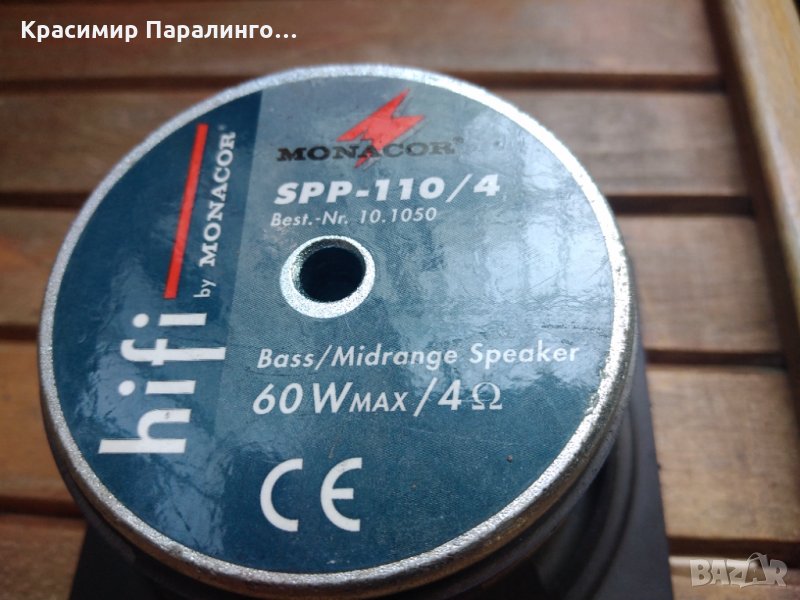 Красимир Паралинго...
MONACOR®
SPP-110/4
Best.-Nr. 10.1050
hifi
by MONACOR®
Bass/Midrange Speaker
60 WMAX/4Ω
CE
BAZAR